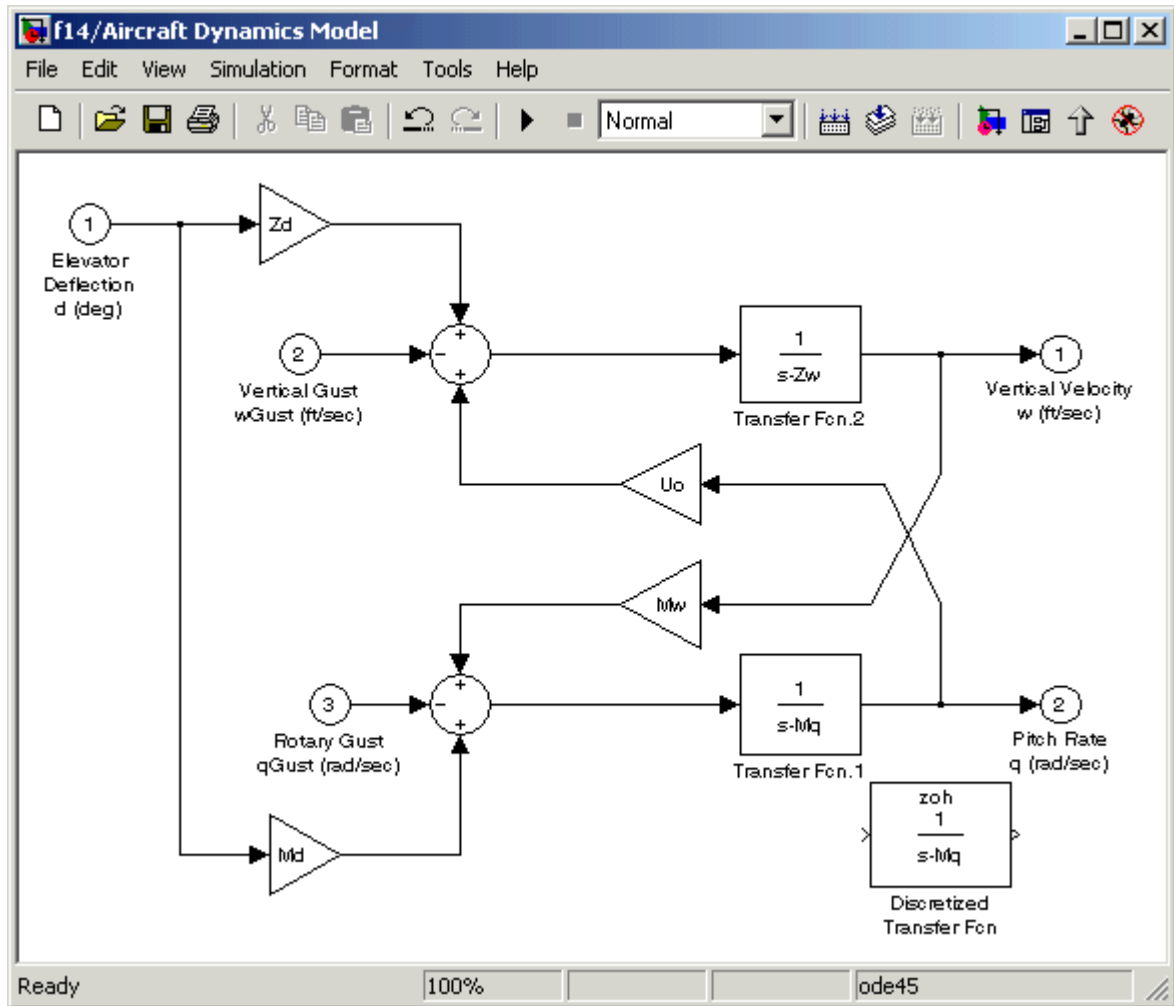 f14/Aircraft Dynamics Model
File Edit View Simulation Format Tools Help
Normal
1
Elevator
Deflection
d (deg)
Zd
+
-
+
2
Vertical Gust
wGust (ft/sec)
1
s-Zw
Transfer Fcn.2
1
Vertical Velocity
w (ft/sec)
Uo
Mw
+
-
+
3
Rotary Gust
qGust (rad/sec)
1
s-Mq
Transfer Fcn.1
2
Pitch Rate
q (rad/sec)
Md
zoh
1
s-Mq
Discretized
Transfer Fcn
Ready 100% ode45